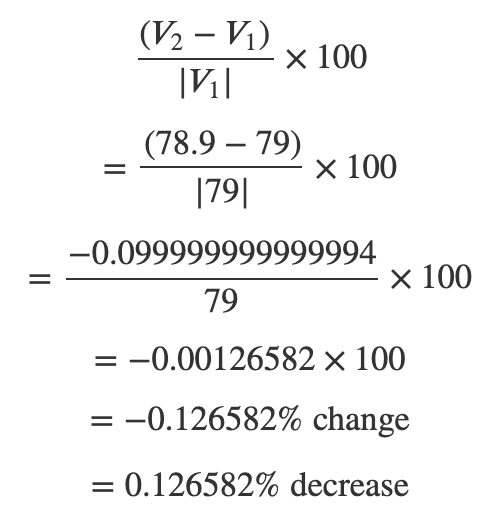 (V₂ − V₁)
|V₁|
× 100
= (78.9 − 79)
|79|
× 100
= −0.099999999999994
79
× 100
= −0.00126582 × 100
= −0.126582% change
= 0.126582% decrease